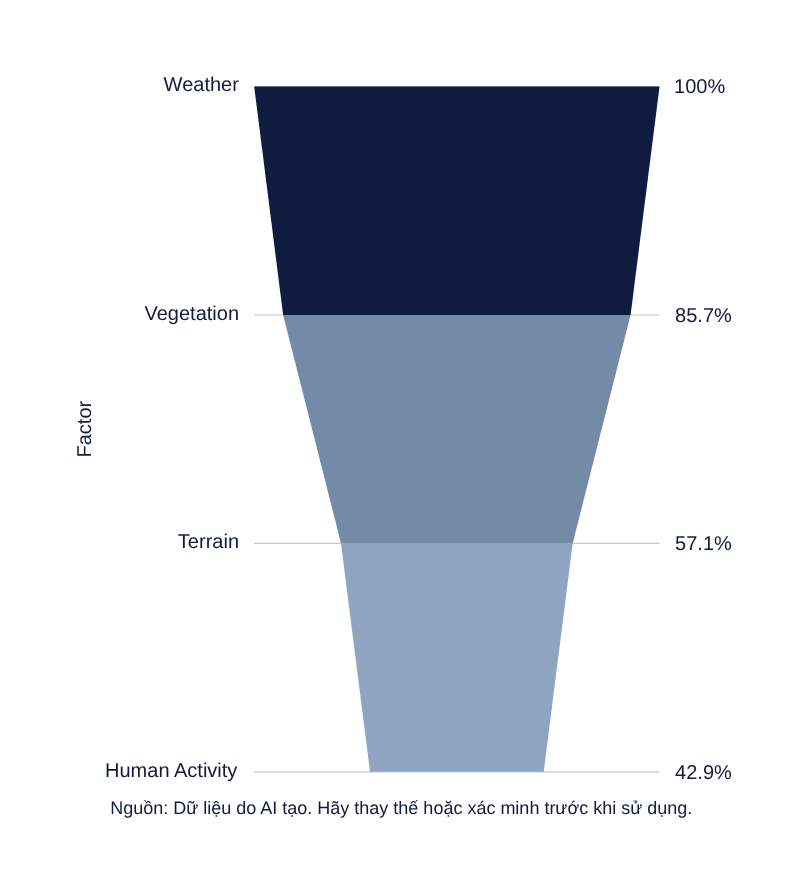 Weather
100%
Vegetation
85.7%
Factor
Terrain
57.1%
Human Activity
42.9%
Nguồn: Dữ liệu do AI tạo. Hãy thay thế hoặc xác minh trước khi sử dụng.